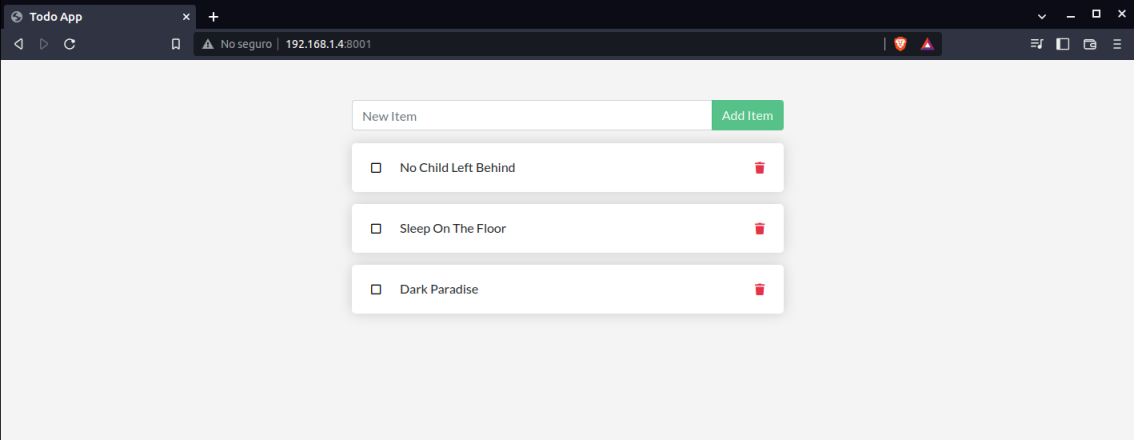 Todo App
No seguro 192.168.1.4:8001
New Item Add Item
No Child Left Behind
Sleep On The Floor
Dark Paradise